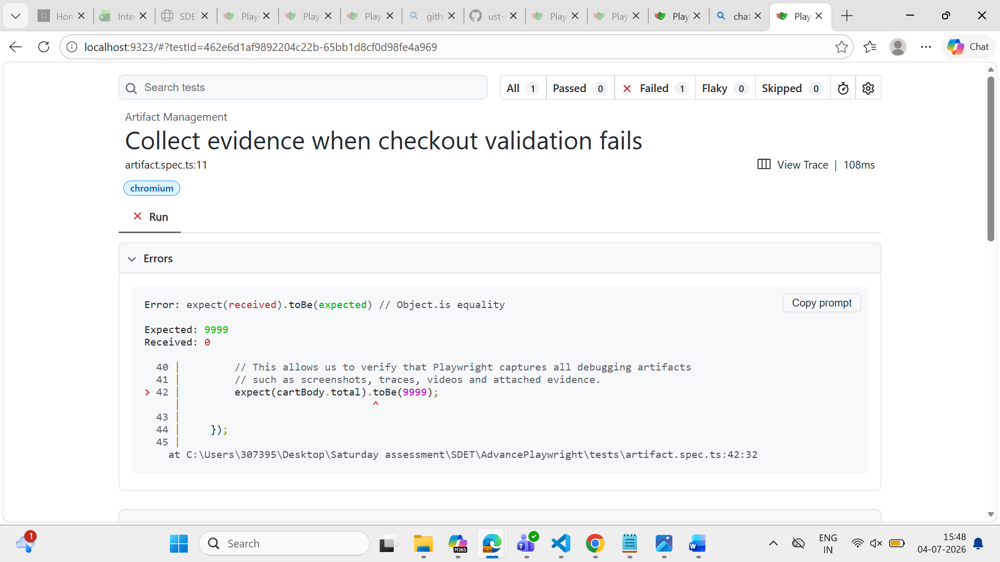 Hon
Inte
SDE
Play
Play
Play
gith
ust-
Play
Play
Play
chat
Play
localhost:9323/#?testId=462e6d1af9892204c22b-65bb1d8cf0d98fe4a969
Chat
Search tests
All 1
Passed 0
Failed 1
Flaky 0
Skipped 0
Artifact Management
Collect evidence when checkout validation fails
artifact.spec.ts:11
View Trace | 108ms
chromium
Run
Errors
Copy prompt
Error: expect(received).toBe(expected) // Object.is equality
Expected: 9999
Received: 0
40 | // This allows us to verify that Playwright captures all debugging artifacts
41 | // such as screenshots, traces, videos and attached evidence.
> 42 | expect(cartBody.total).toBe(9999);
| ^
43 |
44 | });
45 |
at C:\Users\307395\Desktop\Saturday assessment\SDET\AdvancePlaywright\tests\artifact.spec.ts:42:32
1
Search
M365
T
W
ENG
IN
15:48
04-07-2026